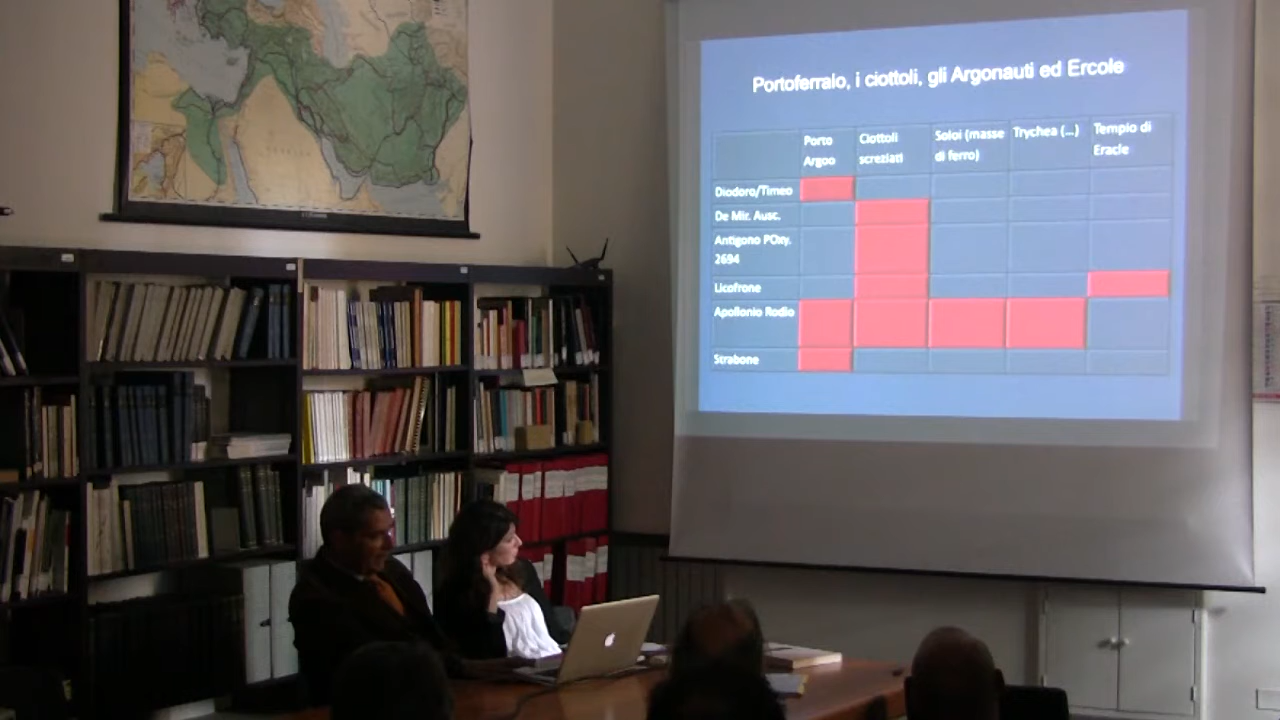 Portoferraio, i ciottoli, gli Argonauti ed Ercole
Porto Argoo
Ciottoli screziati
Soloi (masse di ferro)
Trychea (...)
Tempio di Eracle
Diodoro/Timeo
De Mir. Ausc.
Antigono POxy. 2694
Licofrone
Apollonio Rodio
Strabone